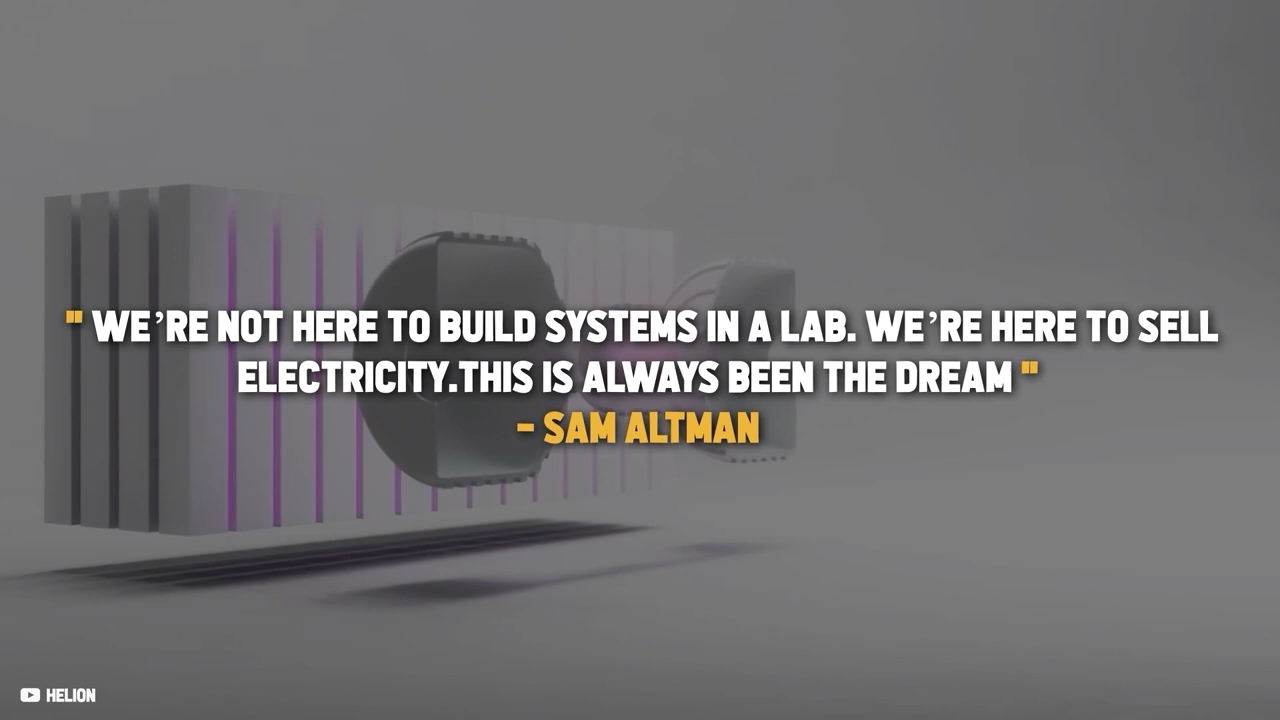 " WE'RE NOT HERE TO BUILD SYSTEMS IN A LAB. WE'RE HERE TO SELL
ELECTRICITY.THIS IS ALWAYS BEEN THE DREAM "
- SAM ALTMAN
HELION